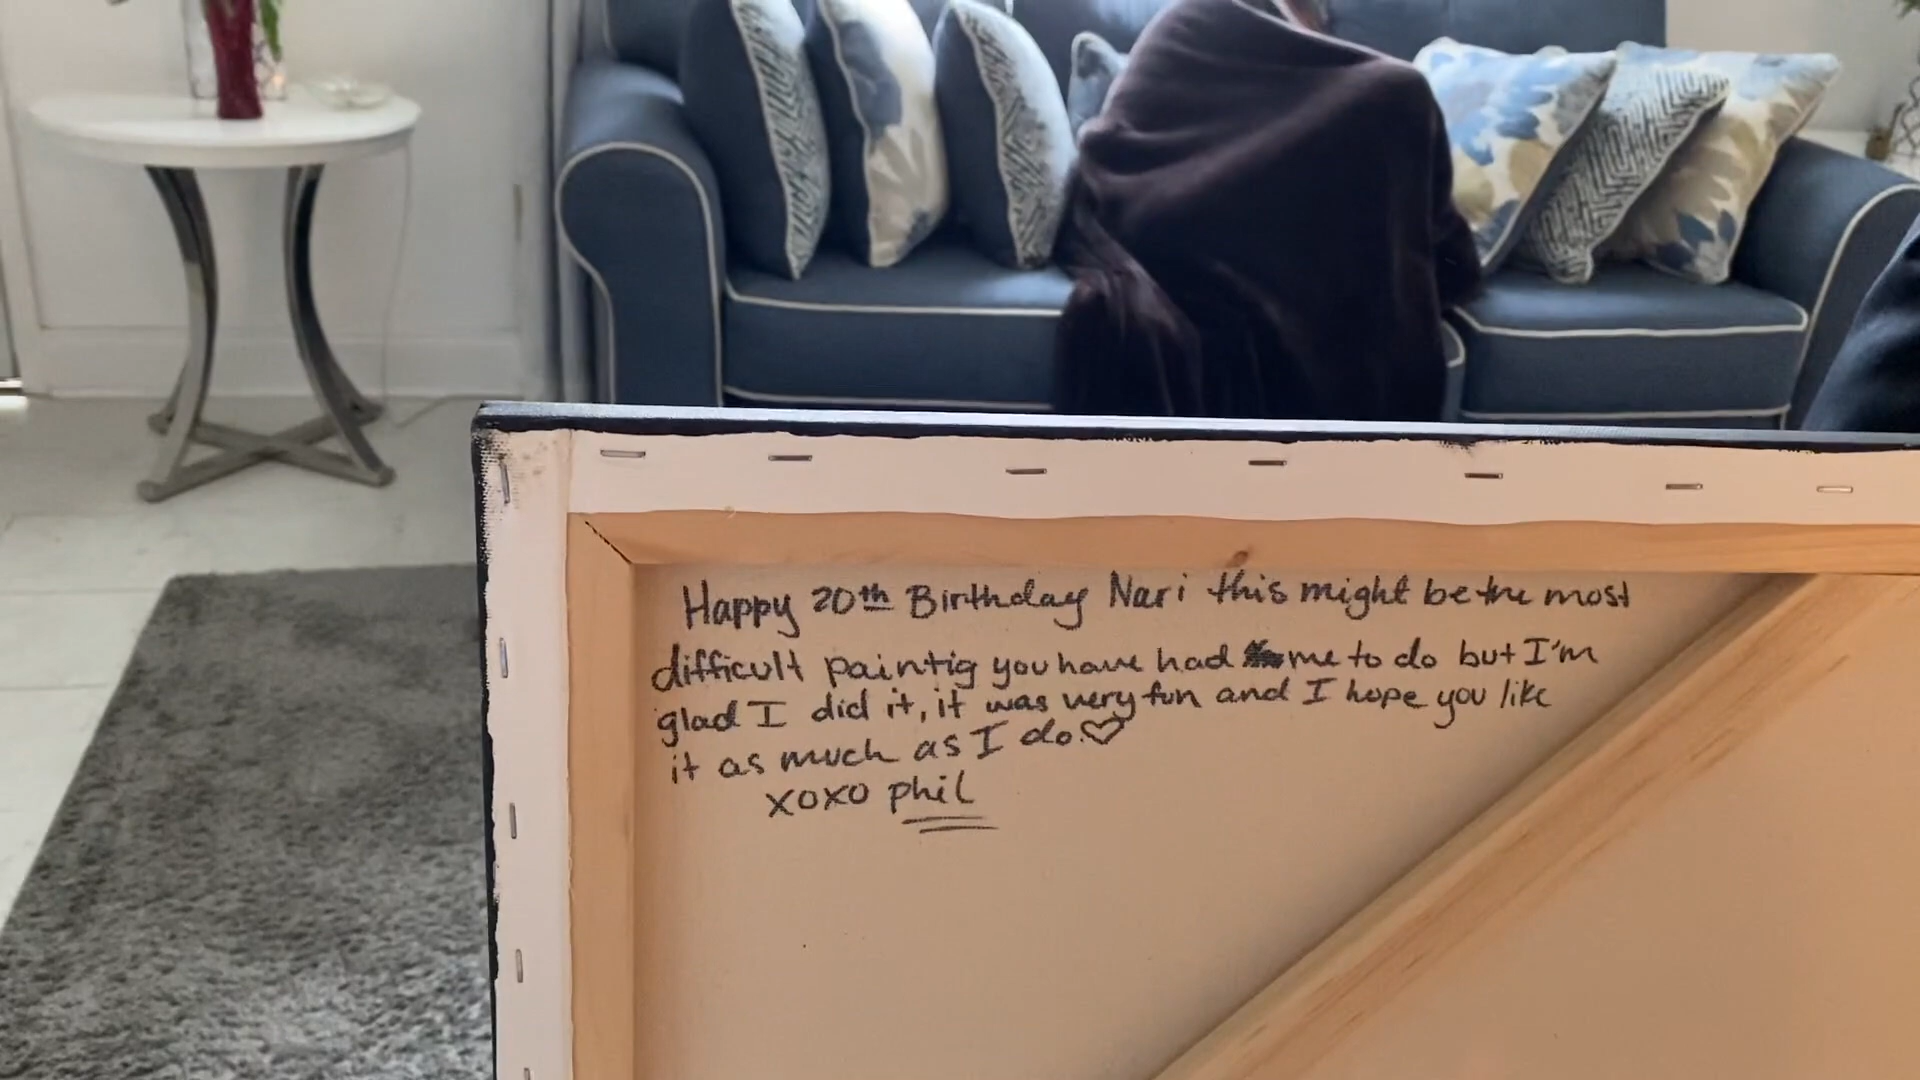 Happy 20th Birthday Nari this might be the most
difficult paintig you have had me to do but I'm
glad I did it, it was very fun and I hope you like
it as much as I do.♡
xoxo phil